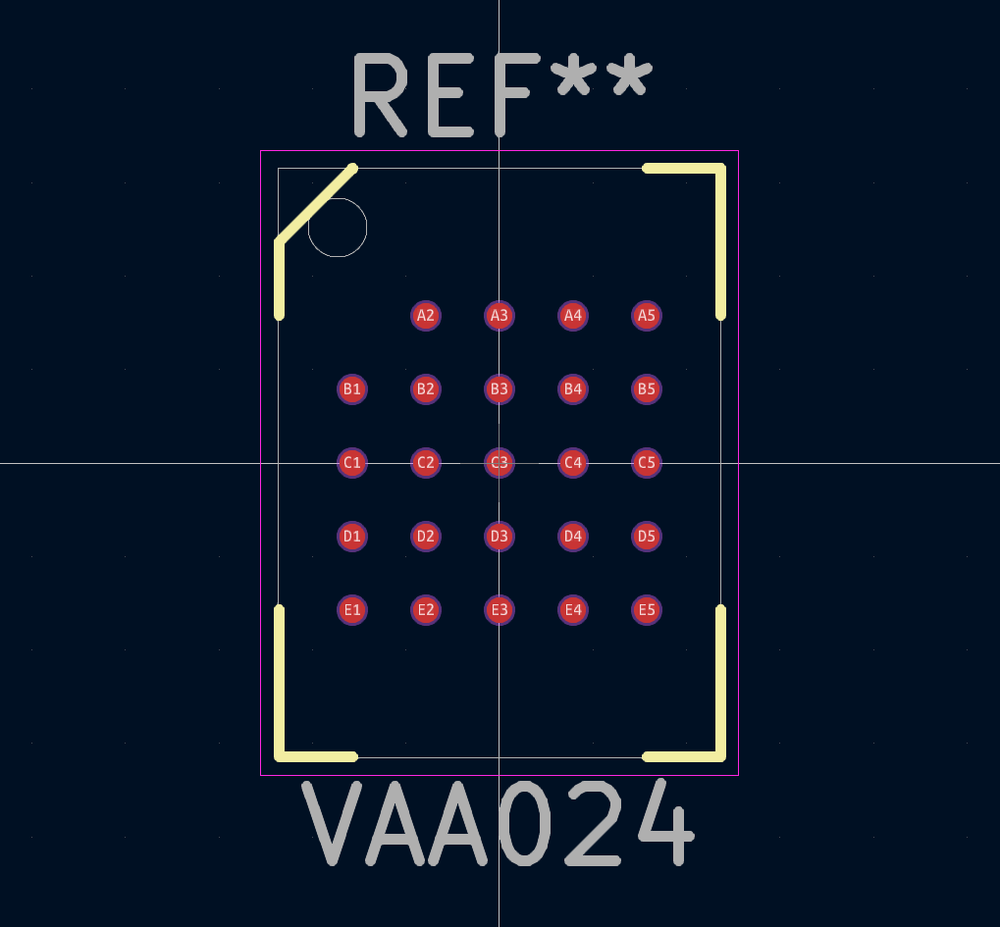 REF**
A2 A3 A4 A5
B1 B2 B3 B4 B5
C1 C2 C3 C4 C5
D1 D2 D3 D4 D5
E1 E2 E3 E4 E5
VAA024